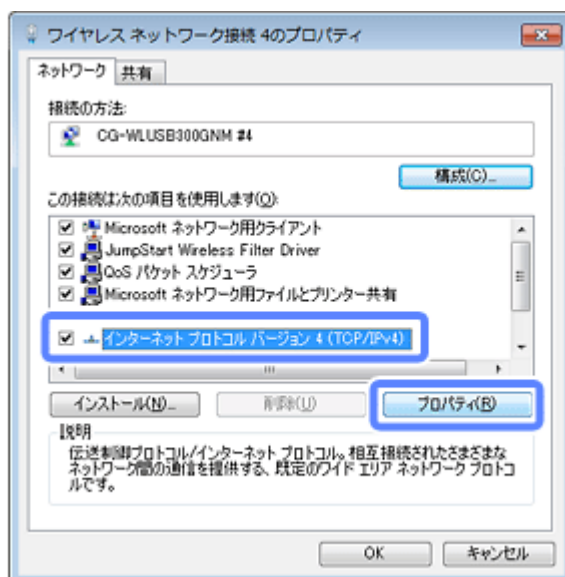 ワイヤレス ネットワーク接続 4のプロパティ
ネットワーク 共有
接続の方法:
CG-WLUSB300GNM #4
構成(C)...
この接続は次の項目を使用します(O):
Microsoft ネットワーク用クライアント
JumpStart Wireless Filter Driver
QoS パケット スケジューラ
Microsoft ネットワーク用ファイルとプリンター共有
インターネット プロトコル バージョン 4 (TCP/IPv4)
インストール(N)... 削除(U) プロパティ(R)
説明
伝送制御プロトコル/インターネット プロトコル。相互接続されたさまざまな
ネットワーク間の通信を提供する、既定のワイド エリア ネットワーク プロトコ
ルです。
OK キャンセル